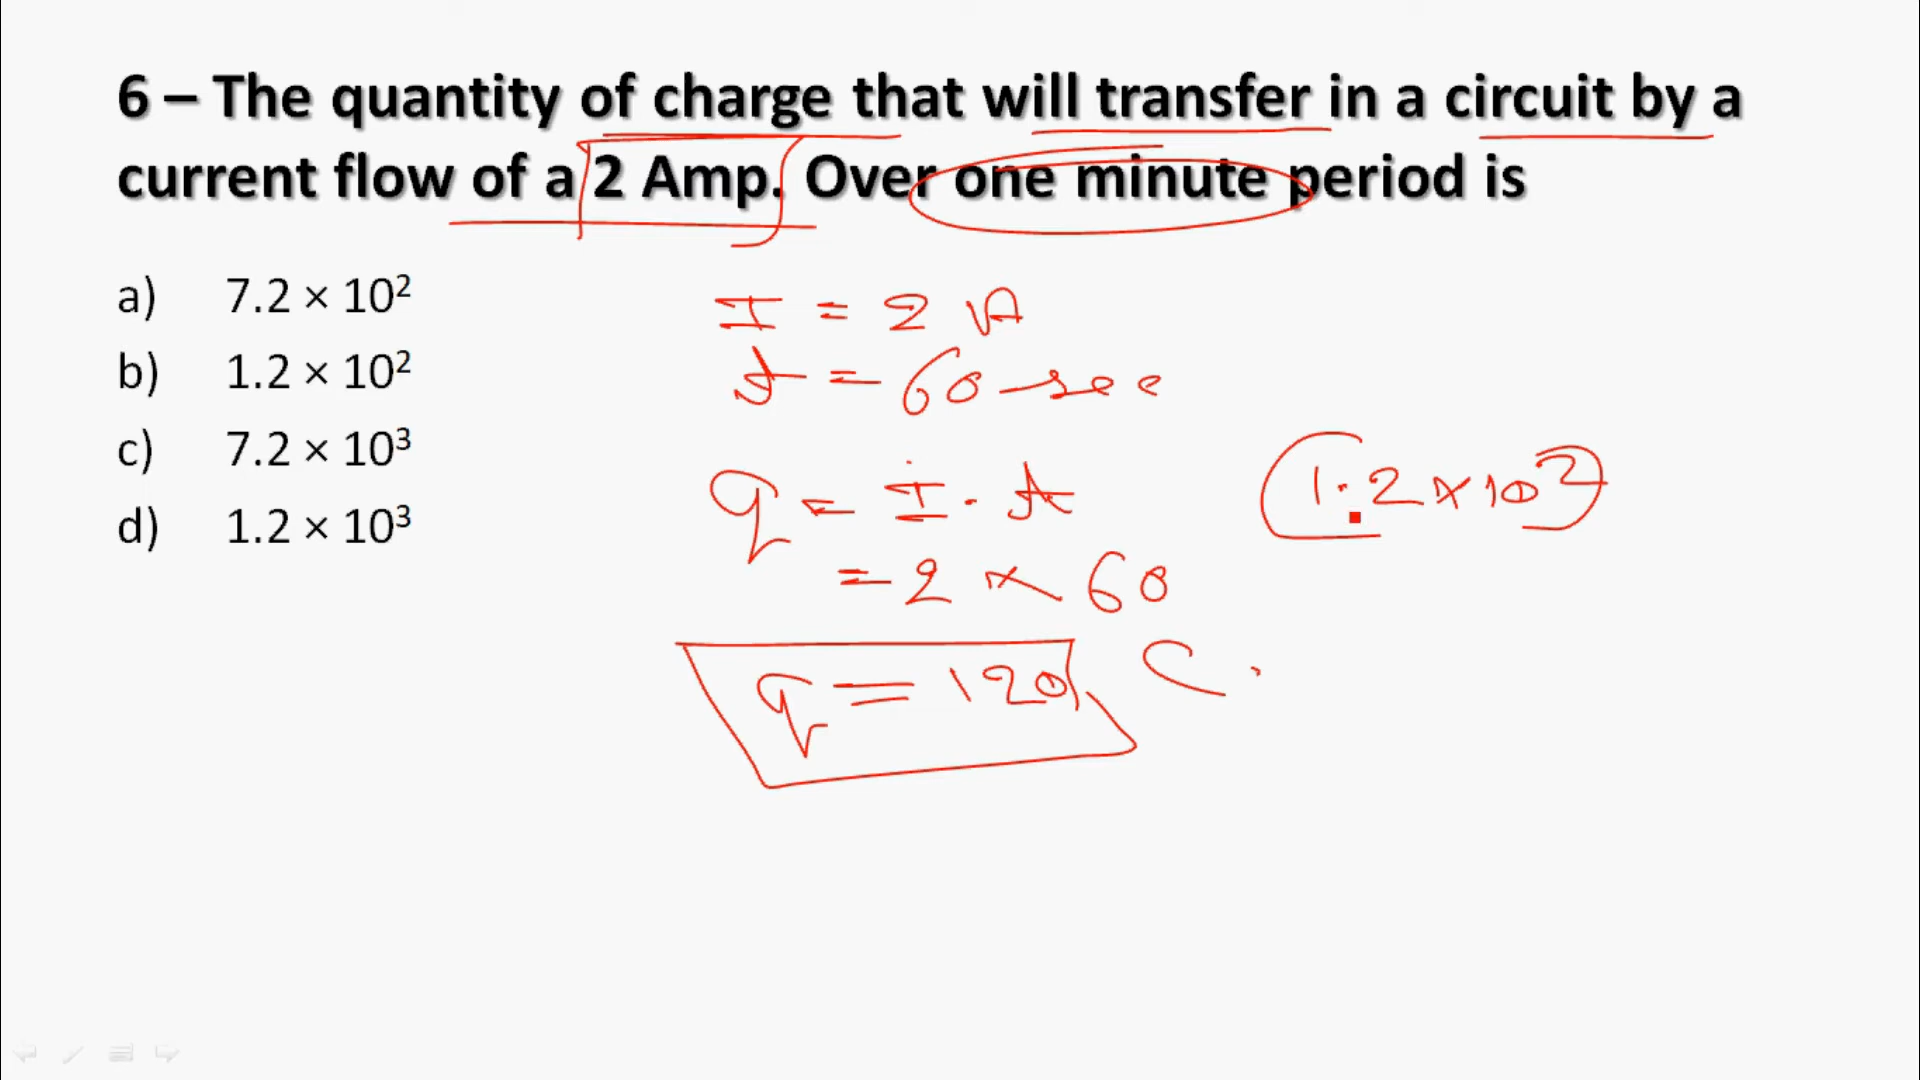 6 – The quantity of charge that will transfer in a circuit by a
current flow of a 2 Amp. Over one minute period is
a) 7.2 × 10²
b) 1.2 × 10²
c) 7.2 × 10³
d) 1.2 × 10³
I = 2 A
t = 60 sec
q = I . t
= 2 × 60
q = 120 C.
1.2 × 10²